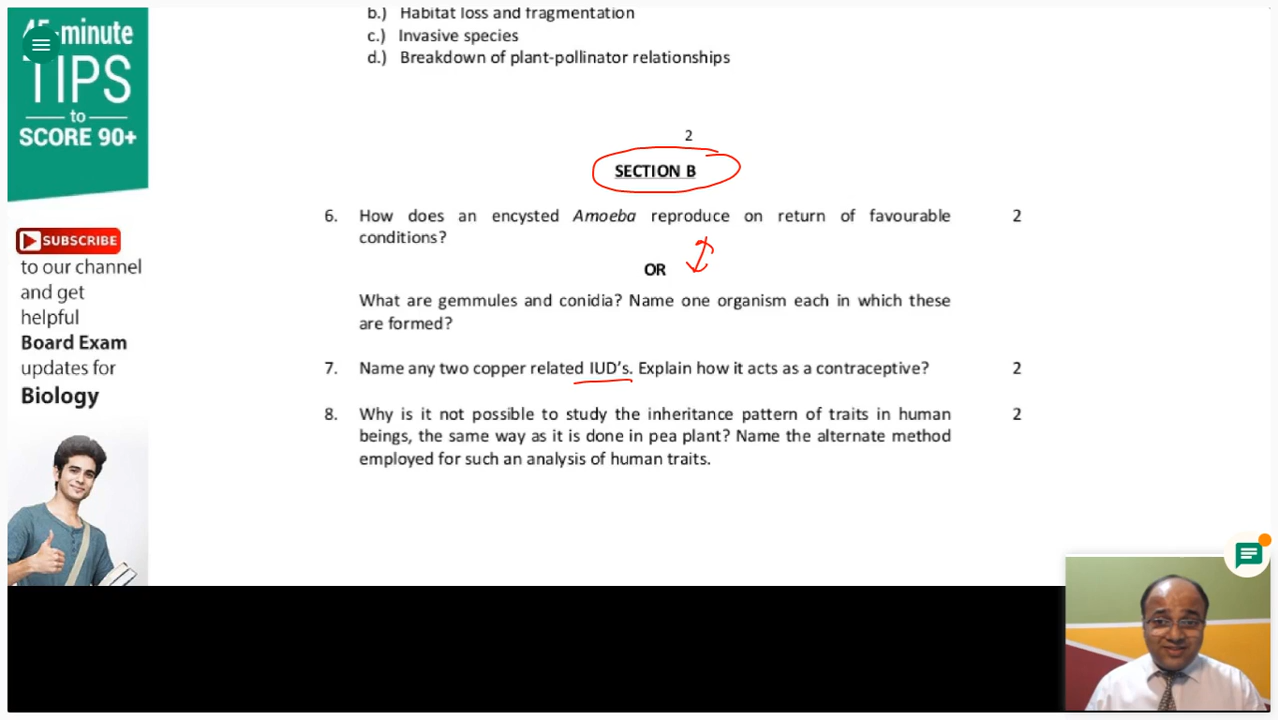 45-minute
TIPS
to
SCORE 90+
SUBSCRIBE
to our channel
and get
helpful
Board Exam
updates for
Biology
b.) Habitat loss and fragmentation
c.) Invasive species
d.) Breakdown of plant-pollinator relationships
2
SECTION B
6. How does an encysted Amoeba reproduce on return of favourable 2
conditions?
OR
What are gemmules and conidia? Name one organism each in which these
are formed?
7. Name any two copper related IUD's. Explain how it acts as a contraceptive? 2
8. Why is it not possible to study the inheritance pattern of traits in human 2
beings, the same way as it is done in pea plant? Name the alternate method
employed for such an analysis of human traits.